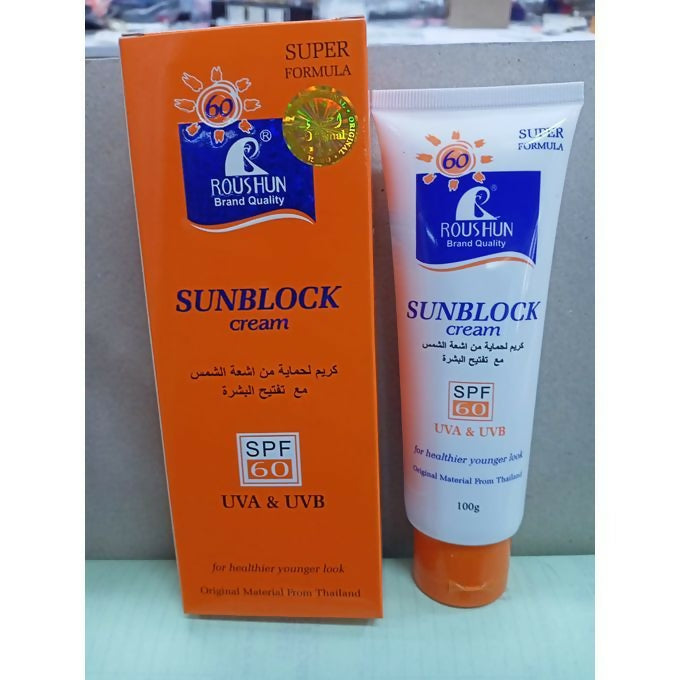 SUPER
FORMULA
60
ORIGINAL
®
ROUSHUN
Brand Quality
SUNBLOCK
cream
كريم لحماية من اشعة الشمس
مع تفتيح البشرة
SPF
60
UVA & UVB
for healthier younger look
Original Material From Thailand
SUPER
FORMULA
60
®
ROUSHUN
Brand Quality
SUNBLOCK
cream
كريم لحماية من اشعة الشمس
مع تفتيح البشرة
SPF
60
UVA & UVB
for healthier younger look
Original Material From Thailand
100g